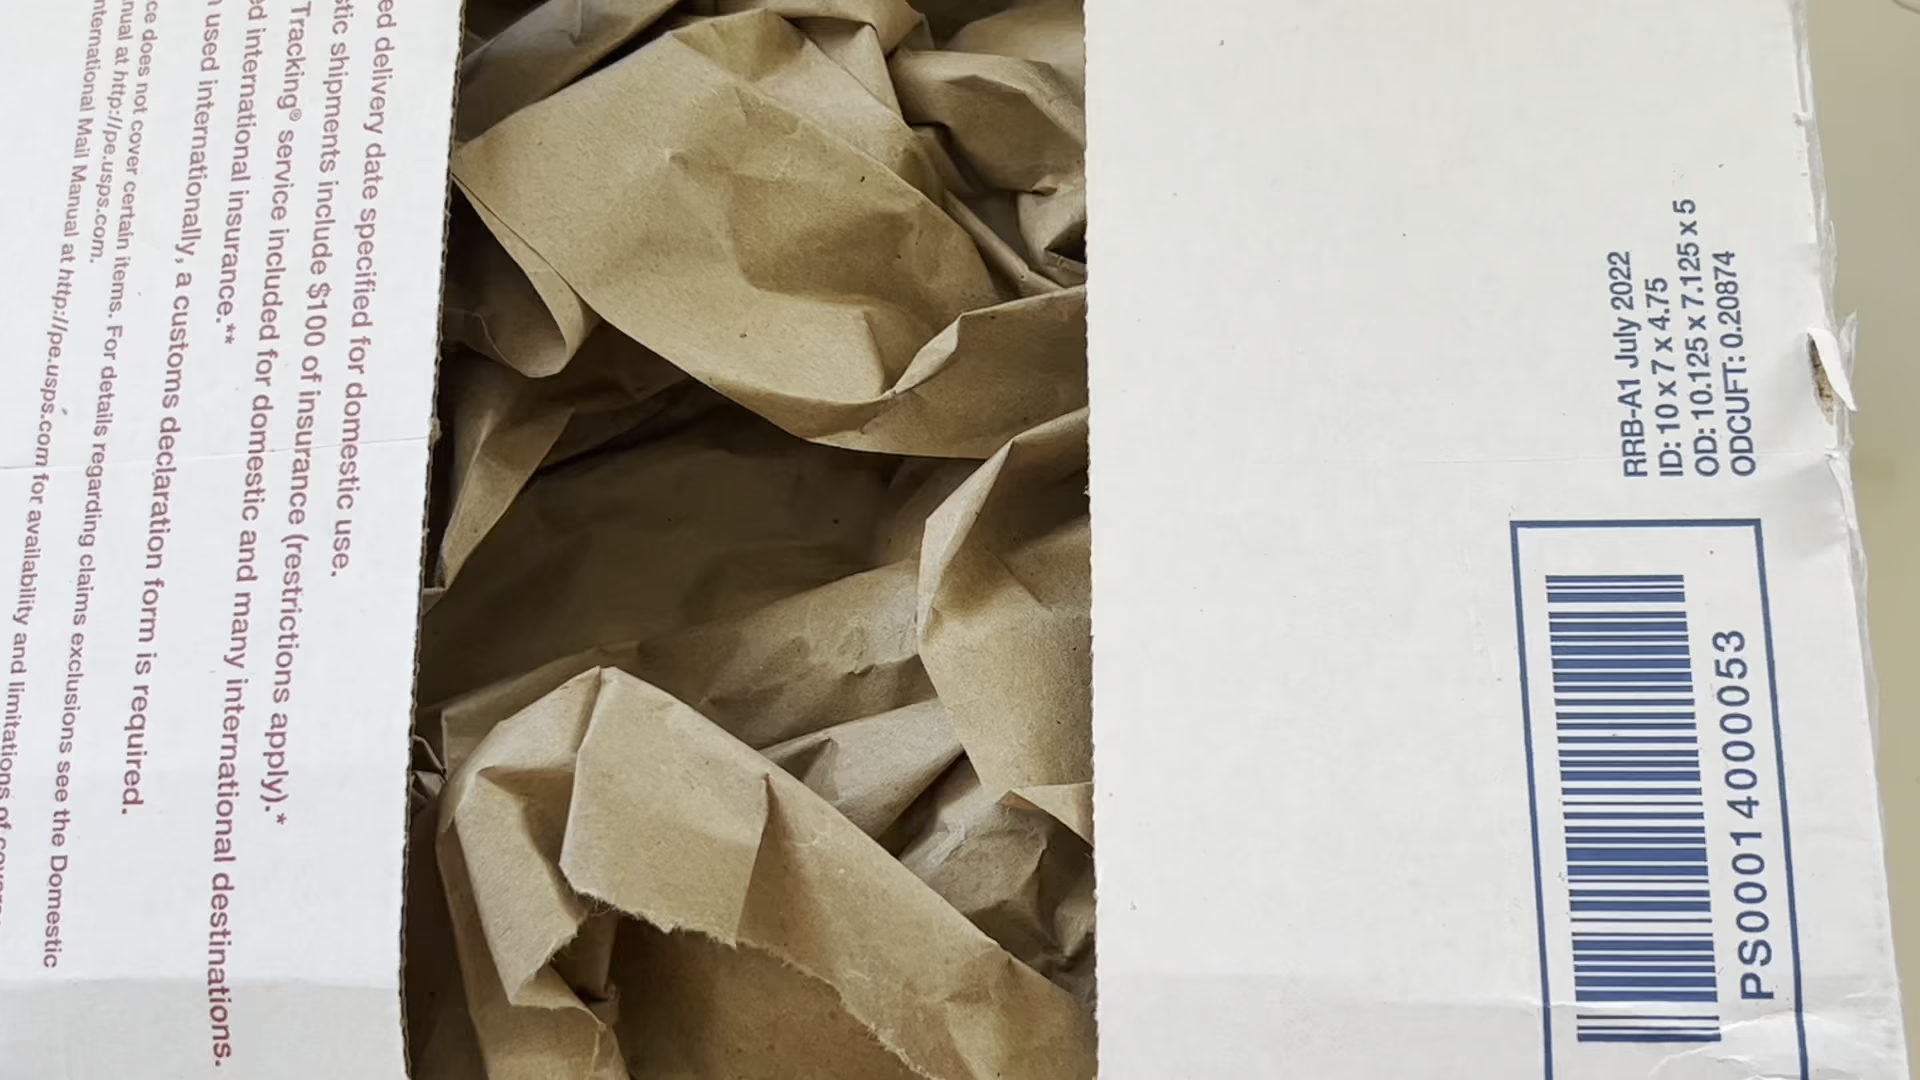 ed delivery date specified for domestic use.
tic shipments include $100 of insurance (restrictions apply).*
Tracking® service included for domestic and many international destinations.
ed international insurance.**
used internationally, a customs declaration form is required.
ce does not cover certain items. For details regarding claims exclusions see the Domestic
nual at http://pe.usps.com.
nternational Mail Manual at http://pe.usps.com for availability and limitations of
RRB-A1 July 2022
ID: 10 x 7 x 4.75
OD: 10.125 x 7.125 x 5
ODCUFT: 0.20874
PS00014000053